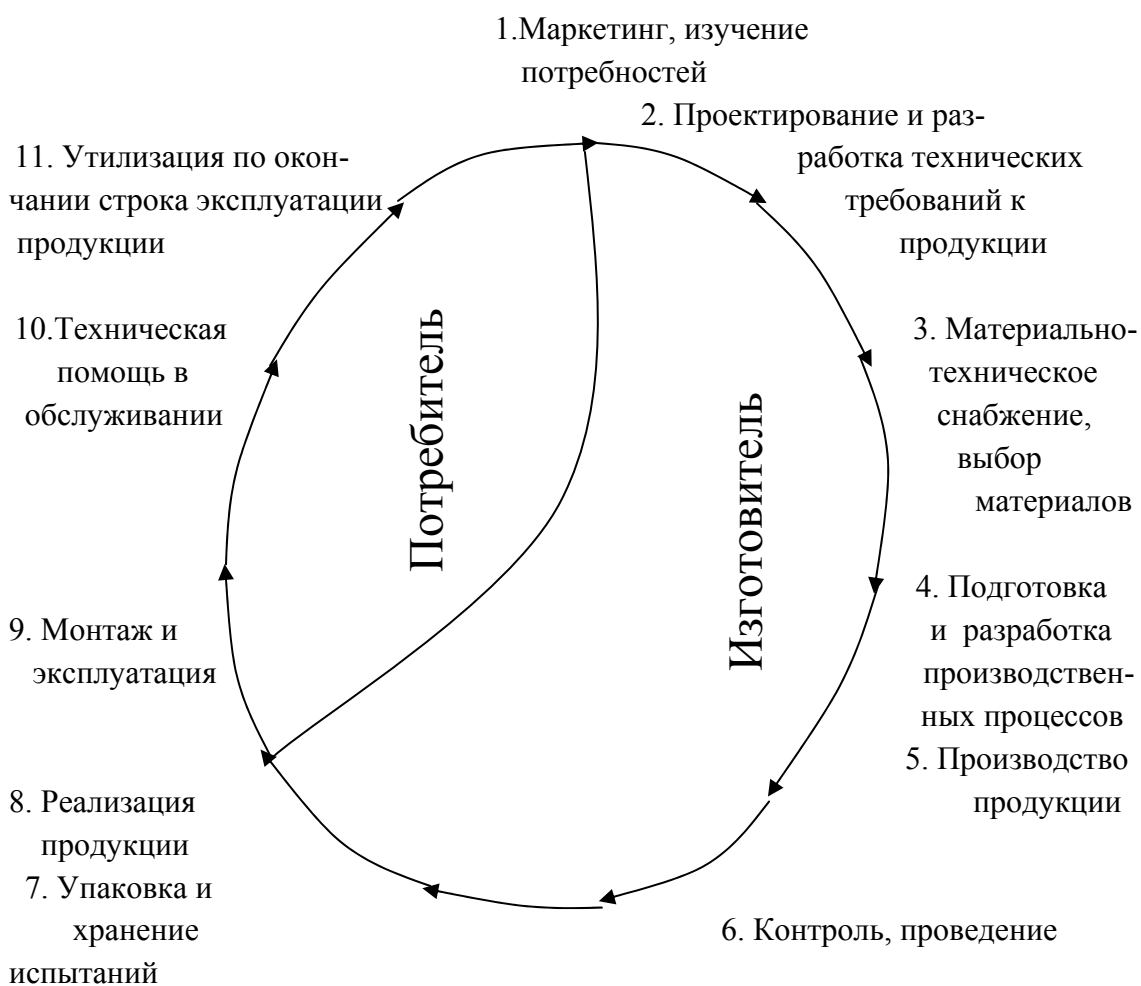 1.Маркетинг, изучение
потребностей
2. Проектирование и раз-
работка технических
требований к
продукции
3. Материально-
техническое
снабжение,
выбор
материалов
4. Подготовка
и разработка
производствен-
ных процессов
5. Производство
продукции
6. Контроль, проведение
испытаний
7. Упаковка и
хранение
8. Реализация
продукции
9. Монтаж и
эксплуатация
10.Техническая
помощь в
обслуживании
11. Утилизация по окон-
чании строка эксплуатации
продукции
Потребитель
Изготовитель